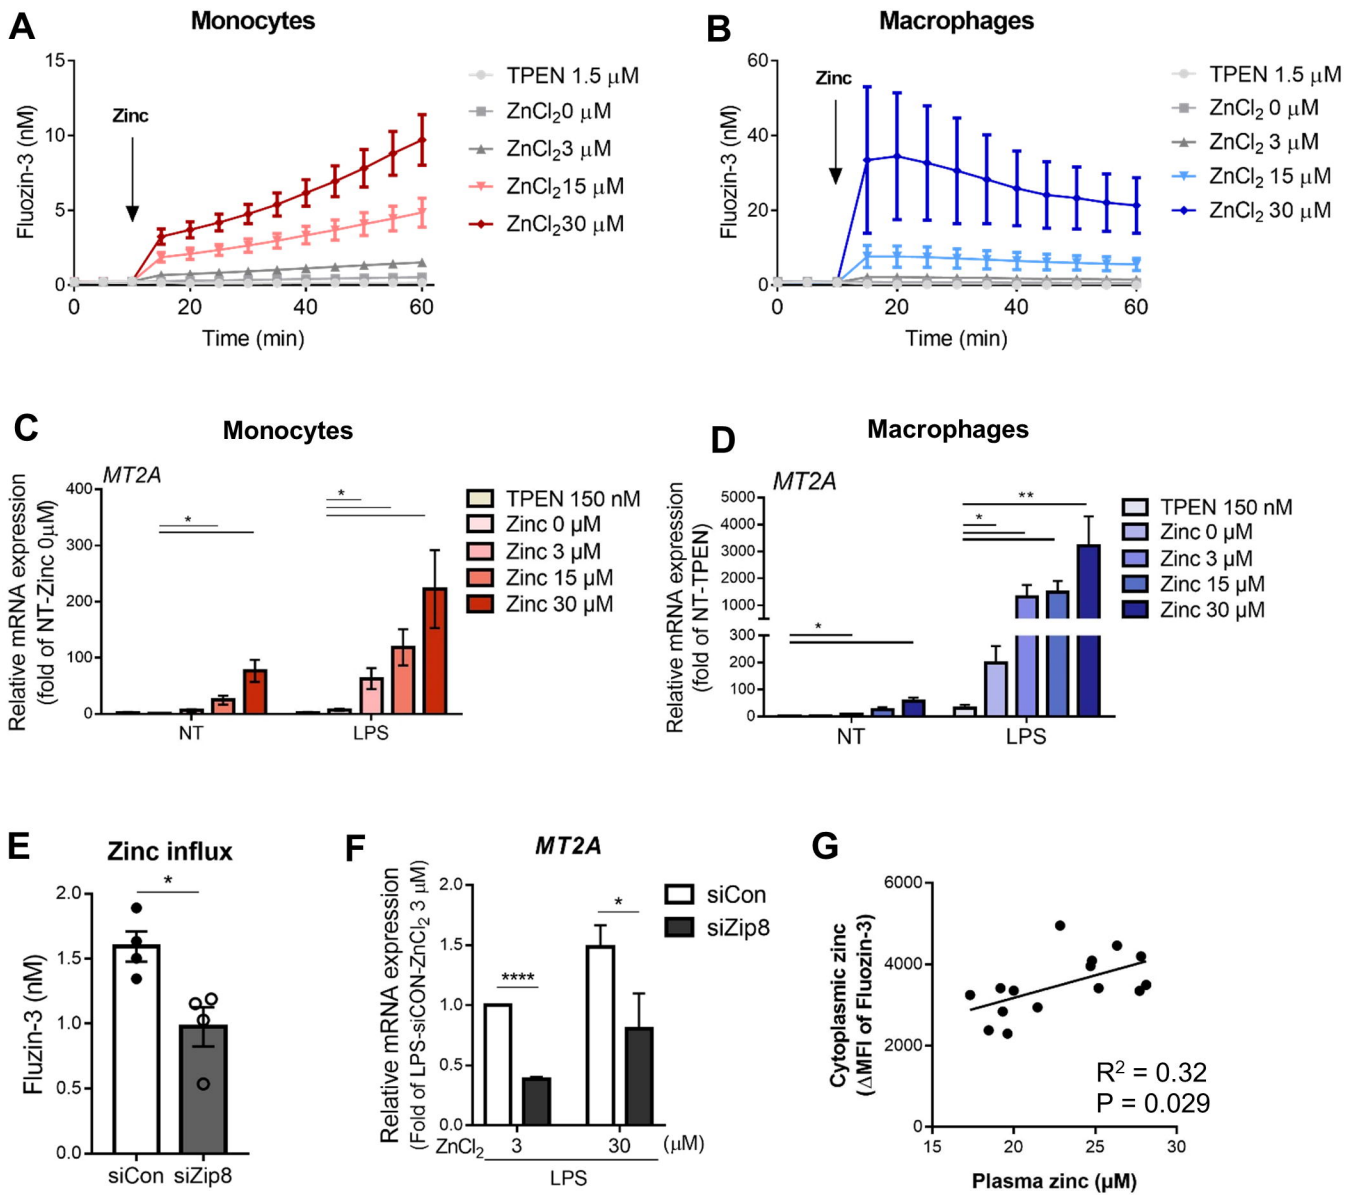 A
Monocytes
Fluozin-3 (nM)
15
10
5
0
Zinc
0
20
40
60
Time (min)
TPEN 1.5 μM
ZnCl₂0 μM
ZnCl₂3 μM
ZnCl₂15 μM
ZnCl₂30 μM
B
Macrophages
Fluozin-3 (nM)
60
40
20
0
Zinc
0
20
40
60
Time (min)
TPEN 1.5 μM
ZnCl₂ 0 μM
ZnCl₂ 3 μM
ZnCl₂ 15 μM
ZnCl₂ 30 μM
C
Monocytes
MT2A
Relative mRNA expression
(fold of NT-Zinc 0μM)
400
300
200
100
0
*
*
NT
LPS
TPEN 150 nM
Zinc 0 μM
Zinc 3 μM
Zinc 15 μM
Zinc 30 μM
D
Macrophages
MT2A
Relative mRNA expression
(fold of NT-TPEN)
5000
4000
3000
2000
1000
300
200
100
0
*
**
*
NT
LPS
TPEN 150 nM
Zinc 0 μM
Zinc 3 μM
Zinc 15 μM
Zinc 30 μM
E
Zinc influx
Fluzin-3 (nM)
2.0
1.5
1.0
0.5
0.0
*
siCon
siZip8
F
MT2A
Relative mRNA expression
(Fold of LPS-siCON-ZnCl₂ 3 μM)
2.0
1.5
1.0
0.5
0.0
****
*
siCon
siZip8
ZnCl₂
3
30
(μM)
LPS
G
Cytoplasmic zinc
(ΔMFI of Fluozin-3)
6000
4000
2000
0
R² = 0.32
P = 0.029
15
20
25
30
Plasma zinc (μM)